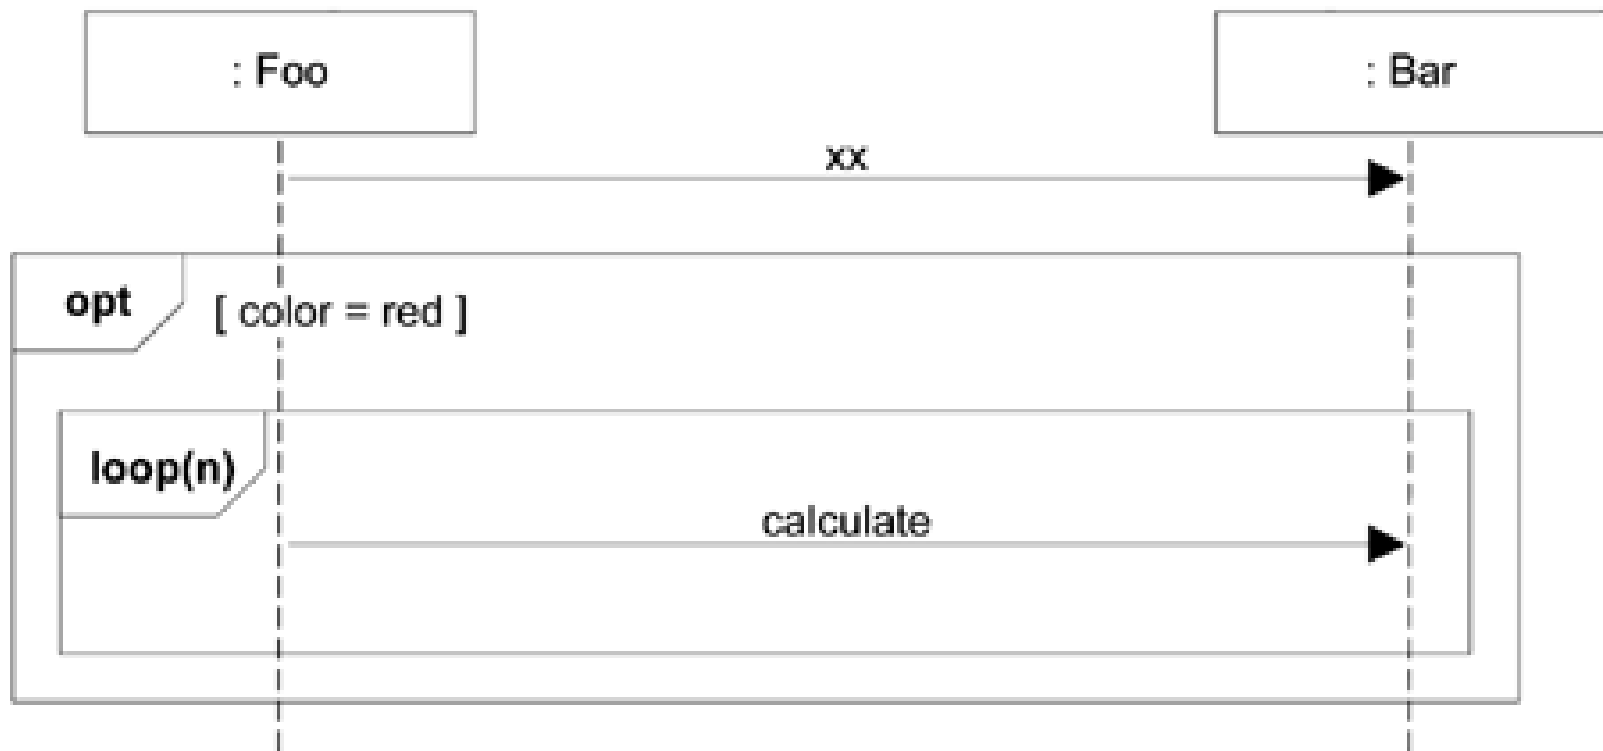 : Foo
: Bar
xx
opt
[ color = red ]
loop(n)
calculate